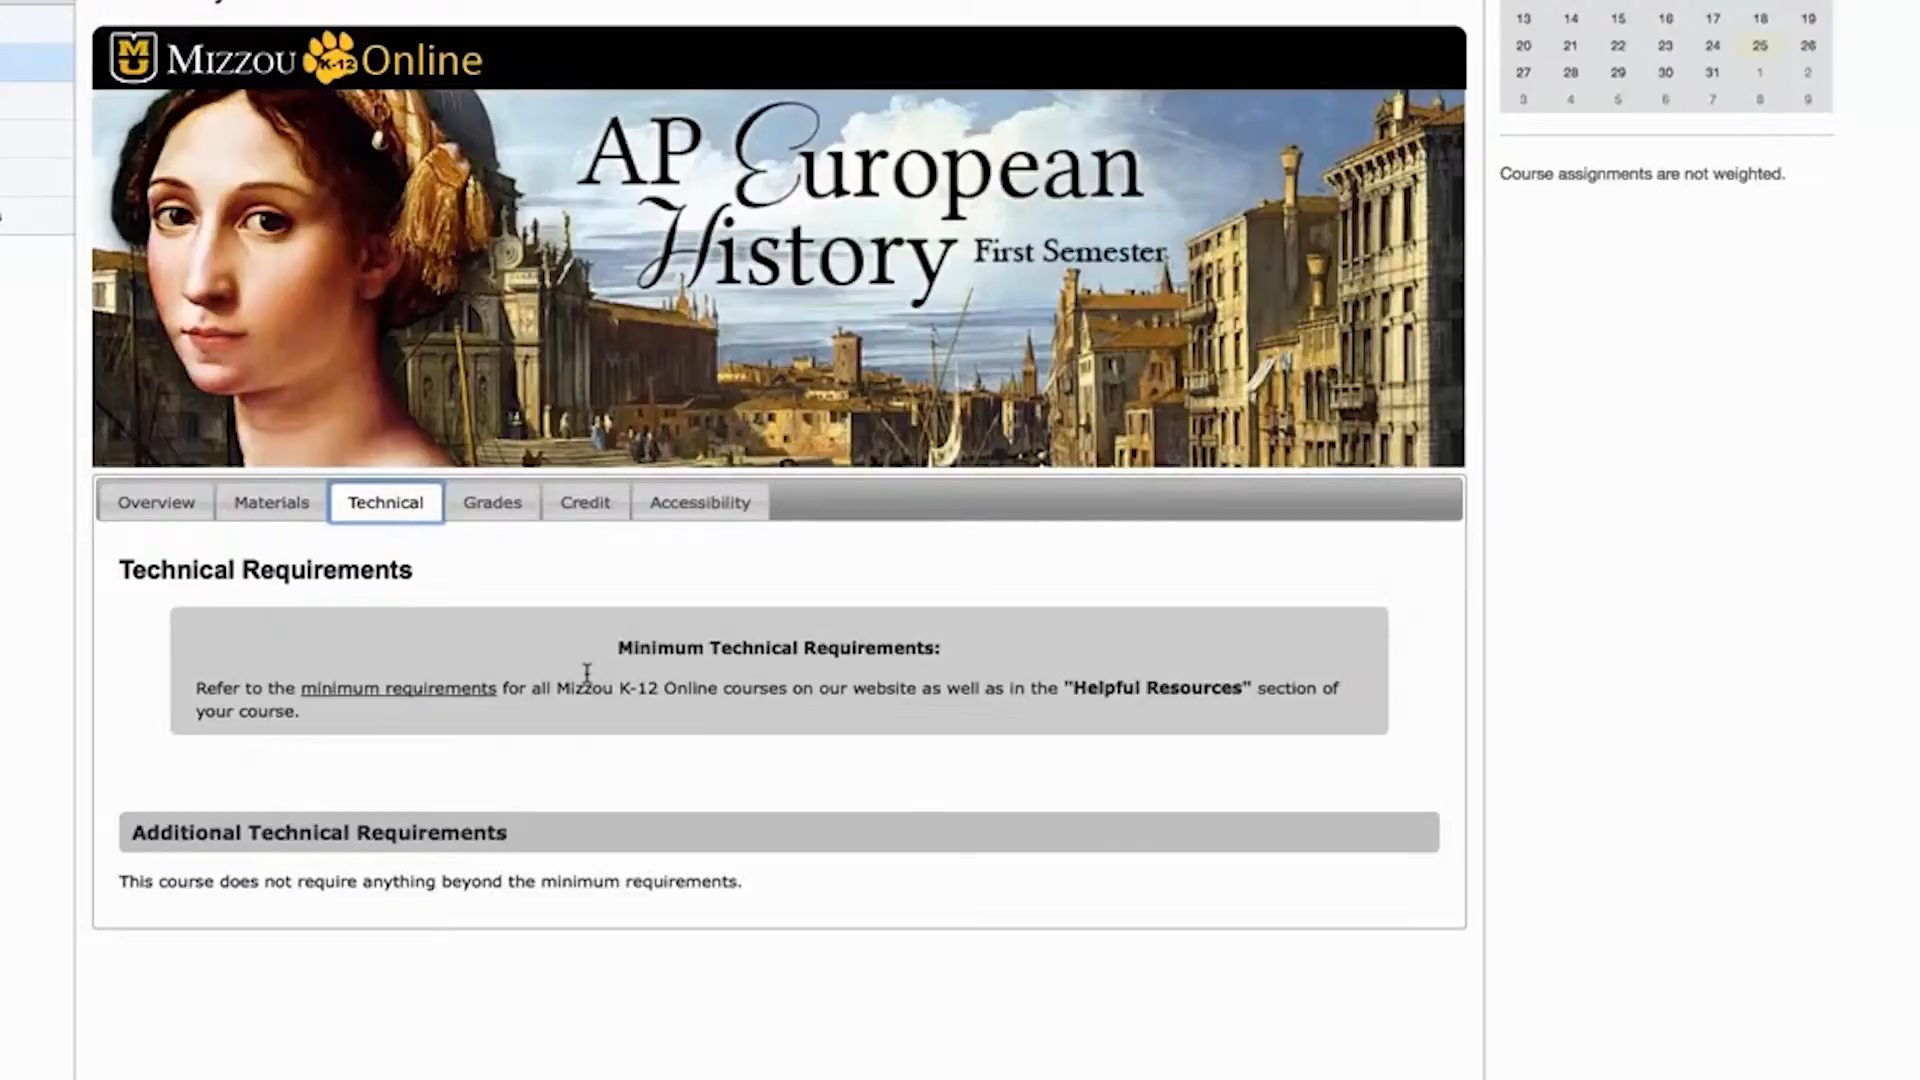 MU MIZZOU K-12 Online
AP European
History First Semester
Overview Materials Technical Grades Credit Accessibility
Technical Requirements
Minimum Technical Requirements:
Refer to the minimum requirements for all Mizzou K-12 Online courses on our website as well as in the "Helpful Resources" section of
your course.
Additional Technical Requirements
This course does not require anything beyond the minimum requirements.
13 14 15 16 17 18 19
20 21 22 23 24 25 26
27 28 29 30 31 1 2
3 4 5 6 7 8 9
Course assignments are not weighted.